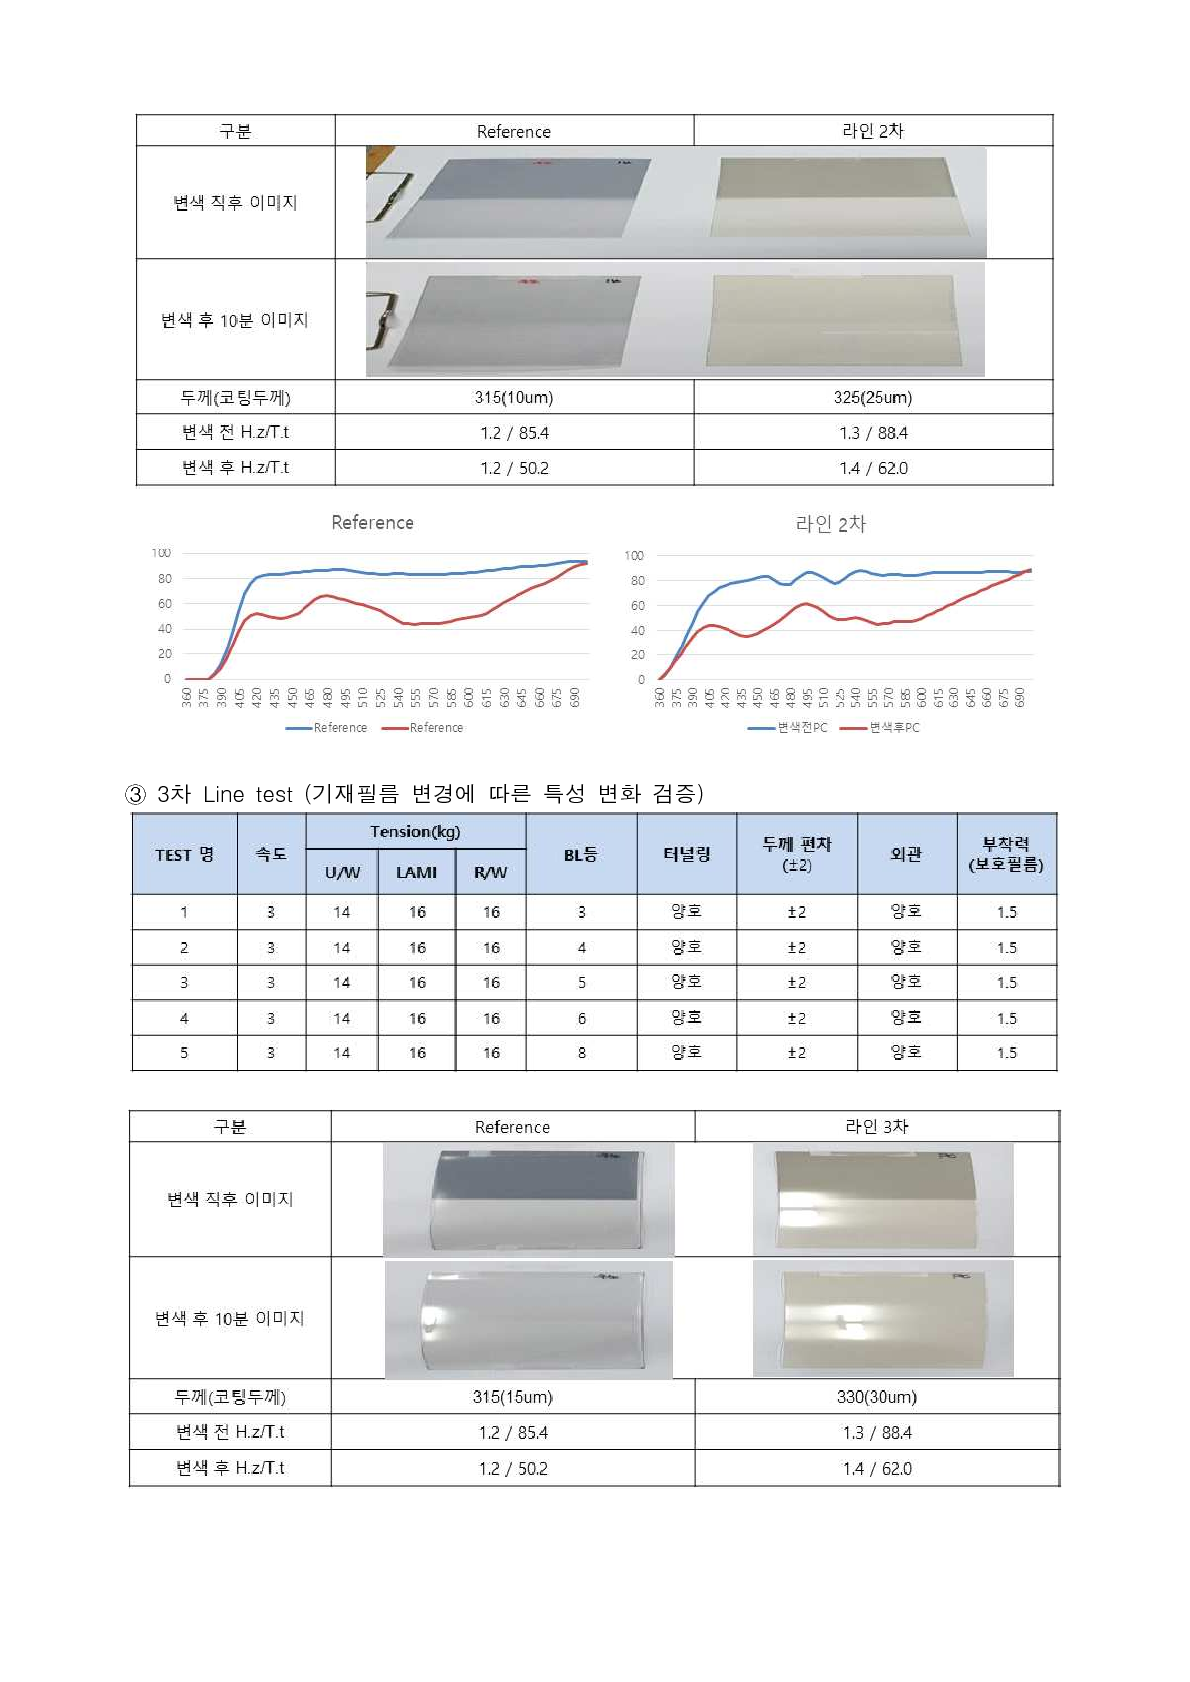 구분 Reference 라인 2차
변색 직후 이미지
변색 후 10분 이미지
두께(코팅두께) 315(10um) 325(25um)
변색 전 H.z/T.t 1.2 / 85.4 1.3 / 88.4
변색 후 H.z/T.t 1.2 / 50.2 1.4 / 62.0
Reference
100
80
60
40
20
0
360 375 390 405 420 435 450 465 480 495 510 525 540 555 570 585 600 615 630 645 660 675 690
Reference Reference
라인 2차
100
80
60
40
20
0
360 375 390 405 420 435 450 465 480 495 510 525 540 555 570 585 600 615 630 645 660 675 690
변색전PC 변색후PC
③ 3차 Line test (기재필름 변경에 따른 특성 변화 검증)
TEST 명 속도 Tension(kg) BL등 터널링 두께 편차 (±2) 외관 부착력 (보호필름)
U/W LAMI R/W
1 3 14 16 16 3 양호 ±2 양호 1.5
2 3 14 16 16 4 양호 ±2 양호 1.5
3 3 14 16 16 5 양호 ±2 양호 1.5
4 3 14 16 16 6 양호 ±2 양호 1.5
5 3 14 16 16 8 양호 ±2 양호 1.5
구분 Reference 라인 3차
변색 직후 이미지
변색 후 10분 이미지
두께(코팅두께) 315(15um) 330(30um)
변색 전 H.z/T.t 1.2 / 85.4 1.3 / 88.4
변색 후 H.z/T.t 1.2 / 50.2 1.4 / 62.0